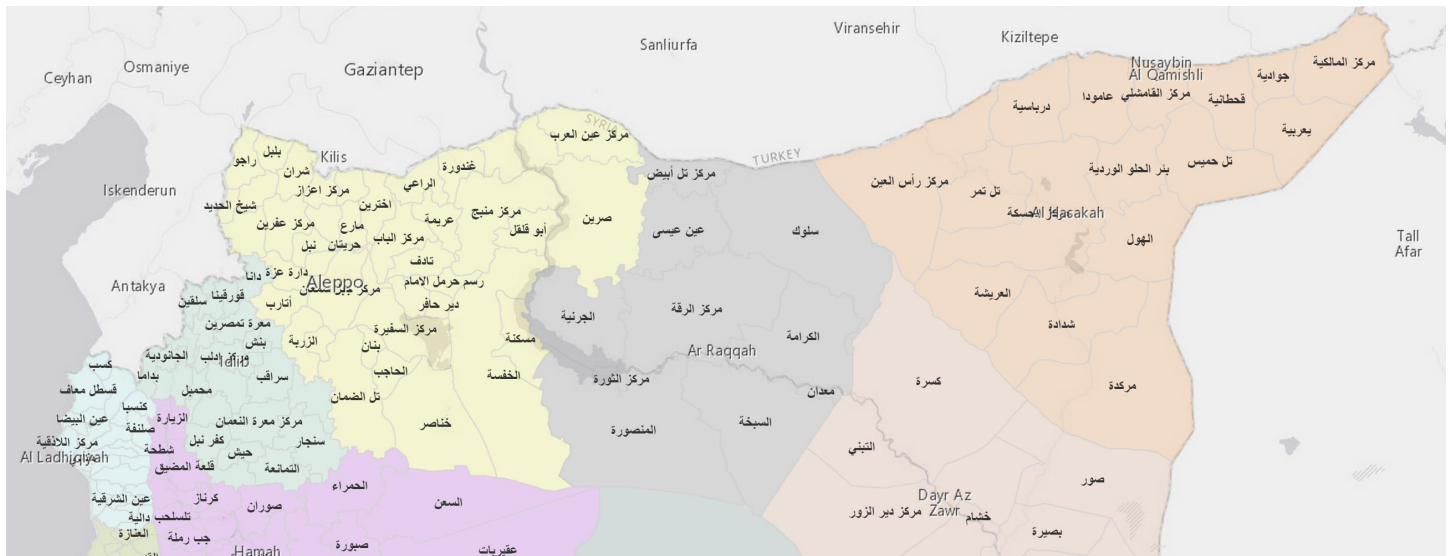 Viransehir
Kiziltepe
Sanliurfa
Osmaniye
Gaziantep
Ceyhan
Nusaybin
Al Qamishli
مركز المالكية
جوادية
قحطانية
مركز القامشلي
عامودا
درباسية
يعربية
SYRIA
TURKEY
مركز عين العرب
Kilis
بلبل
راجو
شران
غندورة
الراعي
مركز اعزاز
Iskenderun
شيخ الحديد
اخترين
مركز عفرين
مارع
عريمة
مركز منبج
أبو قلقل
نبل
حريتان
مركز الباب
تادف
صرين
مركز تل أبيض
عين عيسى
سلوك
مركز رأس العين
تل تمر
بئر الحلو الوردية
تل حميس
Al Hasakah
الهول
Tall
Afar
العريشة
شدادة
مركدة
Antakya
دانا
دارة عزة
Aleppo
رسم حرمل الامام
دير حافر
أتارب
قورقينا
سلقين
معرة تمصرين
بنش
الزربة
مركز السفيرة
بنان
مسكنة
الحاجب
الخفسة
تل الضمان
خناصر
الجرنية
مركز الرقة
الكرامة
Ar Raqqah
مركز الثورة
معدان
المنصورة
السبخة
كسرة
الجانودية
مركز ادلب
Idlib
بداما
سراقب
محمبل
كسب
قسطل معاف
كنسبا
عين البيضا
صلنفة
الزيارة
مركز معرة النعمان
كفر نبل
سنجار
حيش
التمانعة
مركز اللاذقية
Al Ladhiqiyah
شطحة
قلعة المضيق
عين الشرقية
كرناز
صوران
الحمراء
السعن
دالية
تلسلحب
العنازة
جب رملة
Hamah
صبورة
عقيربات
التبني
صور
Dayr Az
Zawr
مركز دير الزور
خشام
بصيرة